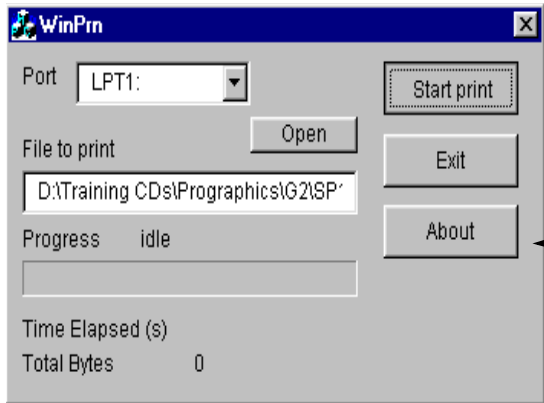 WinPrn
Port LPT1: Start print
Open
File to print Exit
D:\Training CDs\Prographics\G2\
Progress idle About
Time Elapsed (s)
Total Bytes 0